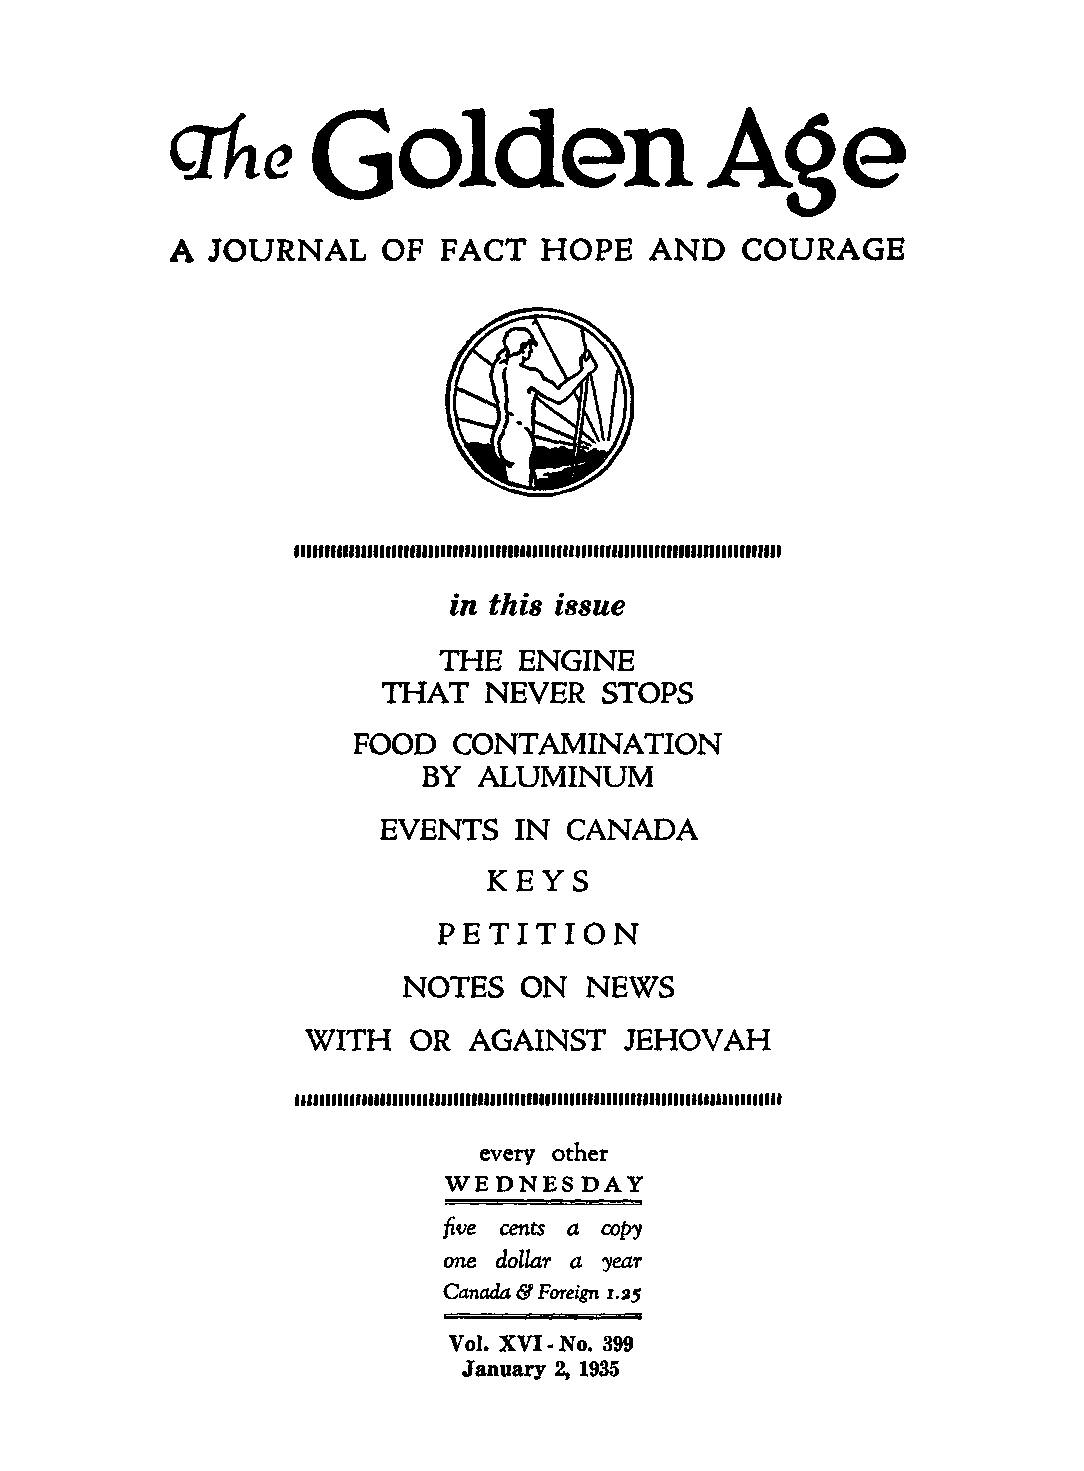 The Golden Age
A JOURNAL OF FACT HOPE AND COURAGE
in this issue
THE ENGINE
THAT NEVER STOPS
FOOD CONTAMINATION
BY ALUMINUM
EVENTS IN CANADA
KEYS
PETITION
NOTES ON NEWS
WITH OR AGAINST JEHOVAH
every other
WEDNESDAY
five cents a copy
one dollar a year
Canada & Foreign 1.25
Vol. XVI - No. 399
January 2, 1935